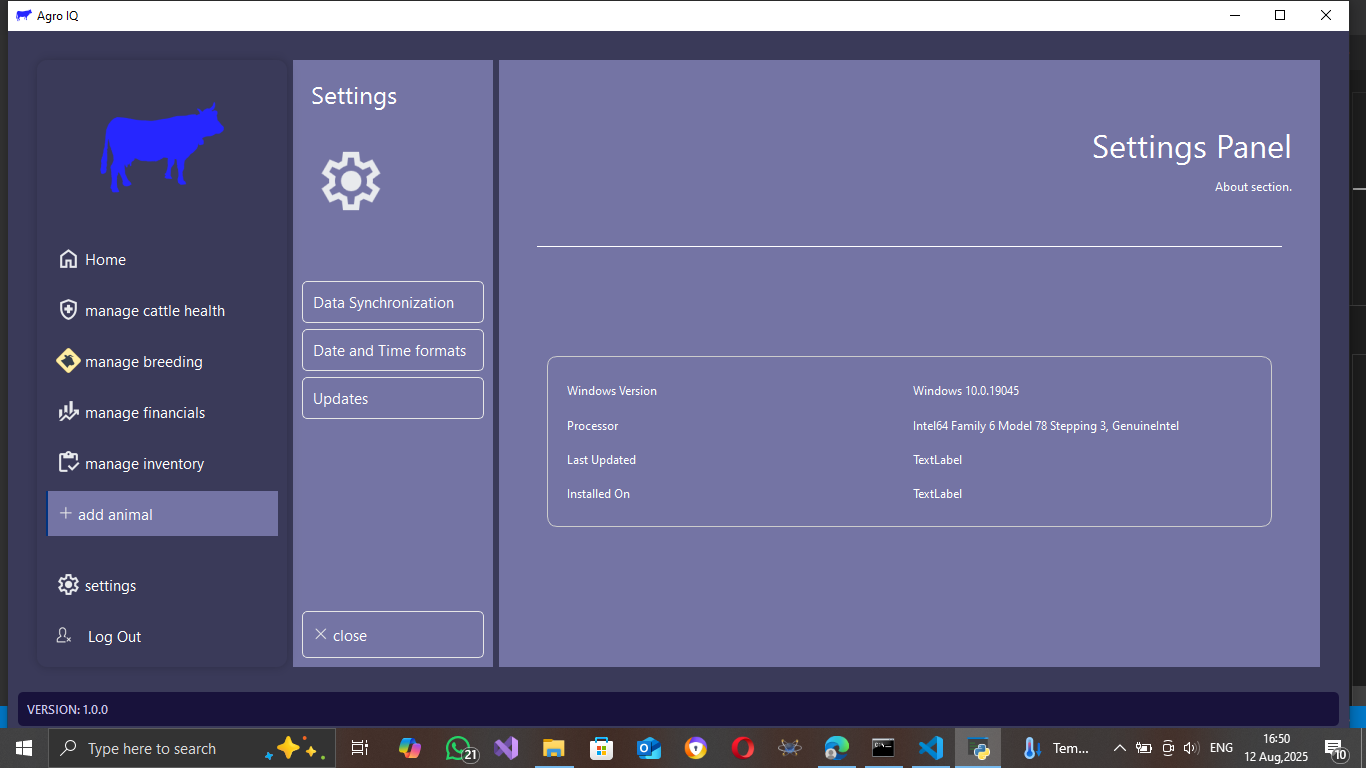 Agro IQ
Home
manage cattle health
manage breeding
manage financials
manage inventory
add animal
settings
Log Out
Settings
Data Synchronization
Date and Time formats
Updates
close
Settings Panel
About section.
Windows Version Windows 10.0.19045
Processor Intel64 Family 6 Model 78 Stepping 3, GenuineIntel
Last Updated TextLabel
Installed On TextLabel
VERSION: 1.0.0
Type here to search
21
Tem...
ENG
16:50
12 Aug,2025
10